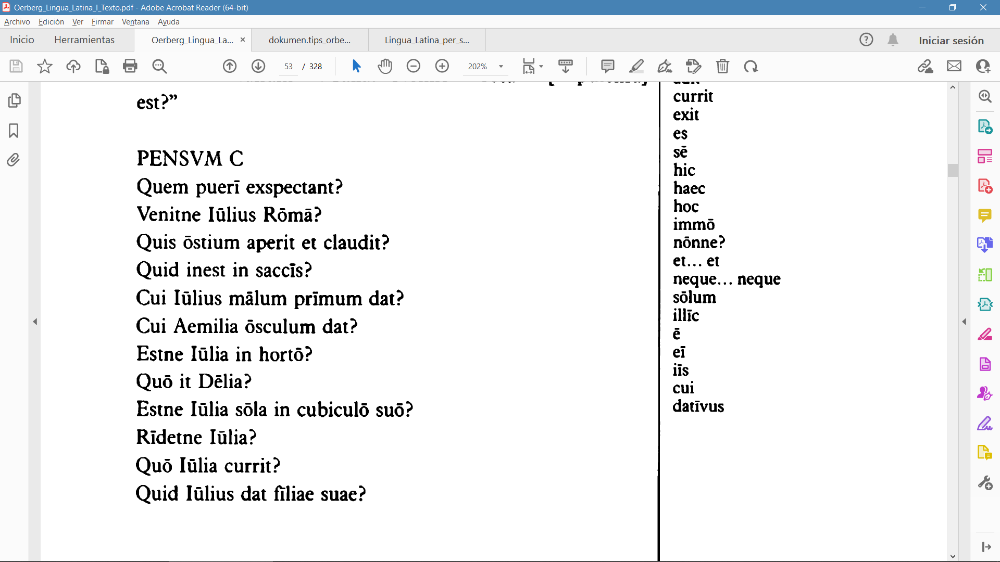 Oerberg_Lingua_Latina_I_Texto.pdf - Adobe Acrobat Reader (64-bit)
Archivo Edición Ver Firmar Ventana Ayuda
Inicio Herramientas Oerberg_Lingua_La... × dokumen.tips_orbe... Lingua_Latina_per_s... Iniciar sesión
53 / 328 202%
est?”
PENSVM C
Quem puerī exspectant?
Venitne Iūlius Rōmā?
Quis ōstium aperit et claudit?
Quid inest in saccīs?
Cui Iūlius mālum prīmum dat?
Cui Aemilia ōsculum dat?
Estne Iūlia in hortō?
Quō it Dēlia?
Estne Iūlia sōla in cubiculō suō?
Rīdetne Iūlia?
Quō Iūlia currit?
Quid Iūlius dat fīliae suae?
currit
exit
es
sē
hic
haec
hoc
immō
nōnne?
et... et
neque... neque
sōlum
illīc
ē
eī
iīs
cui
datīvus